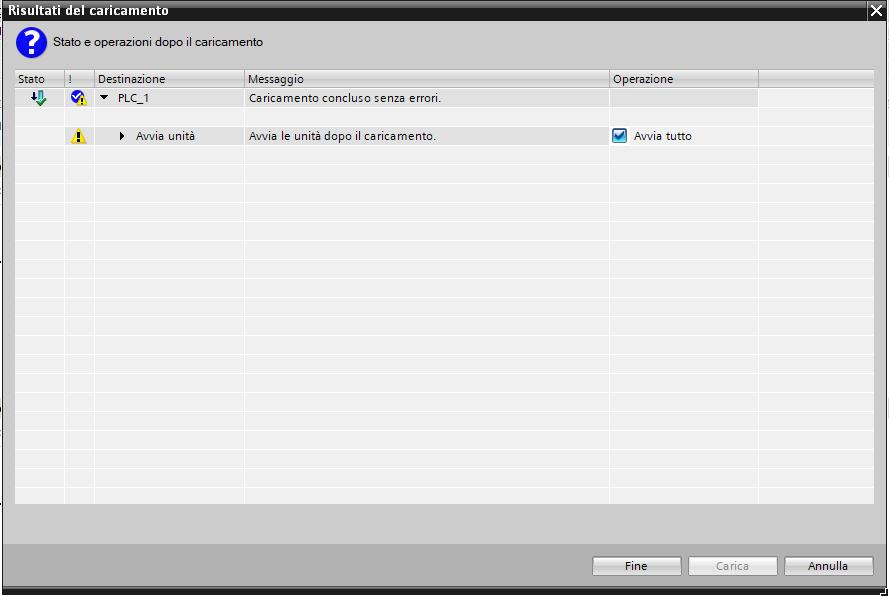 Risultati del caricamento
Stato e operazioni dopo il caricamento
Stato ! Destinazione Messaggio Operazione
PLC_1 Caricamento concluso senza errori.
Avvia unità Avvia le unità dopo il caricamento. Avvia tutto
Fine Carica Annulla